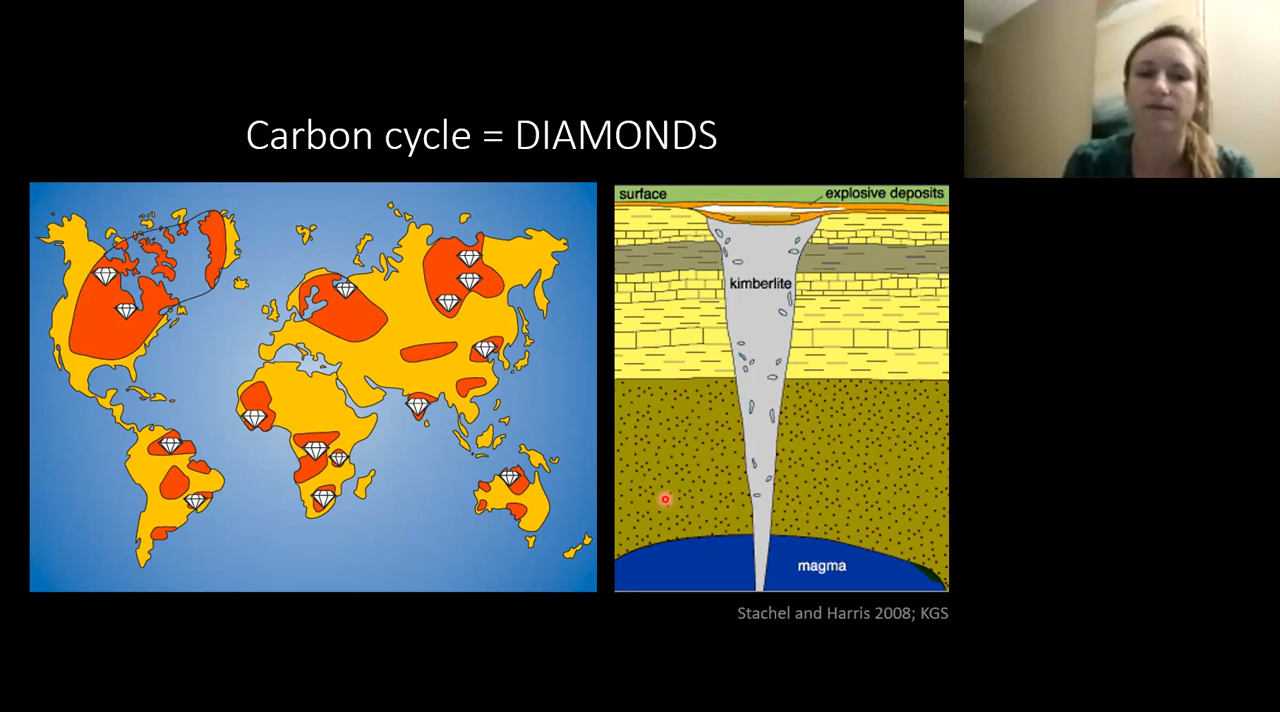 Carbon cycle = DIAMONDS
surface
explosive deposits
kimberlite
magma
Stachel and Harris 2008; KGS